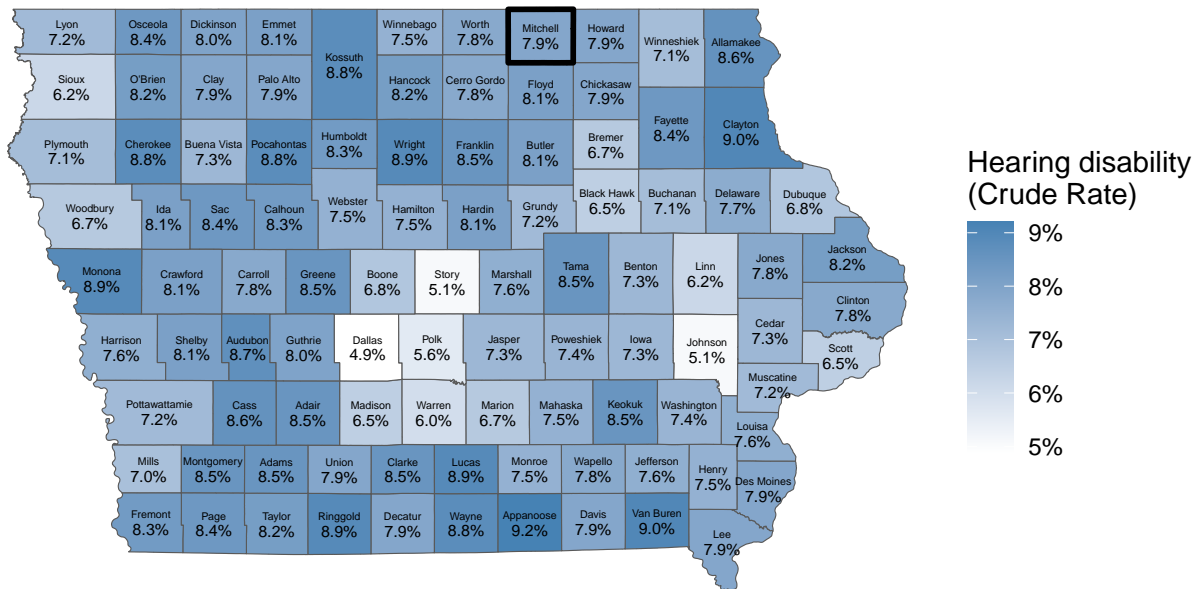 Lyon
7.2%
Osceola
8.4%
Dickinson
8.0%
Emmet
8.1%
Kossuth
8.8%
Winnebago
7.5%
Worth
7.8%
Mitchell
7.9%
Howard
7.9%
Winneshiek
7.1%
Allamakee
8.6%
Sioux
6.2%
O'Brien
8.2%
Clay
7.9%
Palo Alto
7.9%
Hancock
8.2%
Cerro Gordo
7.8%
Floyd
8.1%
Chickasaw
7.9%
Plymouth
7.1%
Cherokee
8.8%
Buena Vista
7.3%
Pocahontas
8.8%
Humboldt
8.3%
Wright
8.9%
Franklin
8.5%
Butler
8.1%
Bremer
6.7%
Fayette
8.4%
Clayton
9.0%
Woodbury
6.7%
Ida
8.1%
Sac
8.4%
Calhoun
8.3%
Webster
7.5%
Hamilton
7.5%
Hardin
8.1%
Grundy
7.2%
Black Hawk
6.5%
Buchanan
7.1%
Delaware
7.7%
Dubuque
6.8%
Monona
8.9%
Crawford
8.1%
Carroll
7.8%
Greene
8.5%
Boone
6.8%
Story
5.1%
Marshall
7.6%
Tama
8.5%
Benton
7.3%
Linn
6.2%
Jones
7.8%
Jackson
8.2%
Clinton
7.8%
Harrison
7.6%
Shelby
8.1%
Audubon
8.7%
Guthrie
8.0%
Dallas
4.9%
Polk
5.6%
Jasper
7.3%
Poweshiek
7.4%
Iowa
7.3%
Johnson
5.1%
Cedar
7.3%
Scott
6.5%
Muscatine
7.2%
Pottawattamie
7.2%
Cass
8.6%
Adair
8.5%
Madison
6.5%
Warren
6.0%
Marion
6.7%
Mahaska
7.5%
Keokuk
8.5%
Washington
7.4%
Louisa
7.6%
Mills
7.0%
Montgomery
8.5%
Adams
8.5%
Union
7.9%
Clarke
8.5%
Lucas
8.9%
Monroe
7.5%
Wapello
7.8%
Jefferson
7.6%
Henry
7.5%
Des Moines
7.9%
Fremont
8.3%
Page
8.4%
Taylor
8.2%
Ringgold
8.9%
Decatur
7.9%
Wayne
8.8%
Appanoose
9.2%
Davis
7.9%
Van Buren
9.0%
Lee
7.9%
Hearing disability
(Crude Rate)
9%
8%
7%
6%
5%